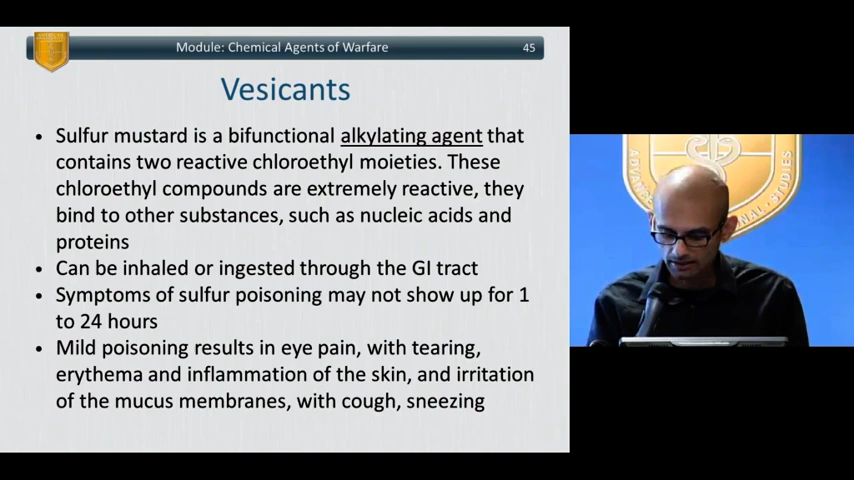 Module: Chemical Agents of Warfare 45
Vesicants
• Sulfur mustard is a bifunctional alkylating agent that
contains two reactive chloroethyl moieties. These
chloroethyl compounds are extremely reactive, they
bind to other substances, such as nucleic acids and
proteins
• Can be inhaled or ingested through the GI tract
• Symptoms of sulfur poisoning may not show up for 1
to 24 hours
• Mild poisoning results in eye pain, with tearing,
erythema and inflammation of the skin, and irritation
of the mucus membranes, with cough, sneezing
STUDIES